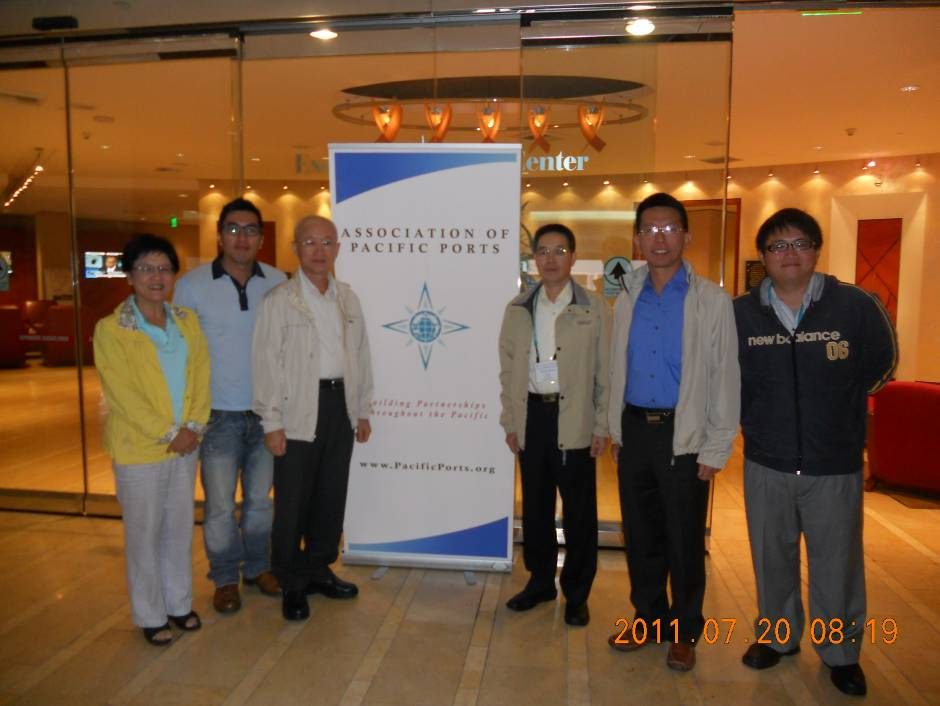 Center
ASSOCIATION OF
PACIFIC PORTS
Building Partnerships
Throughout the Pacific
www.PacificPorts.org
new balance
06
2011.07.20 08:19